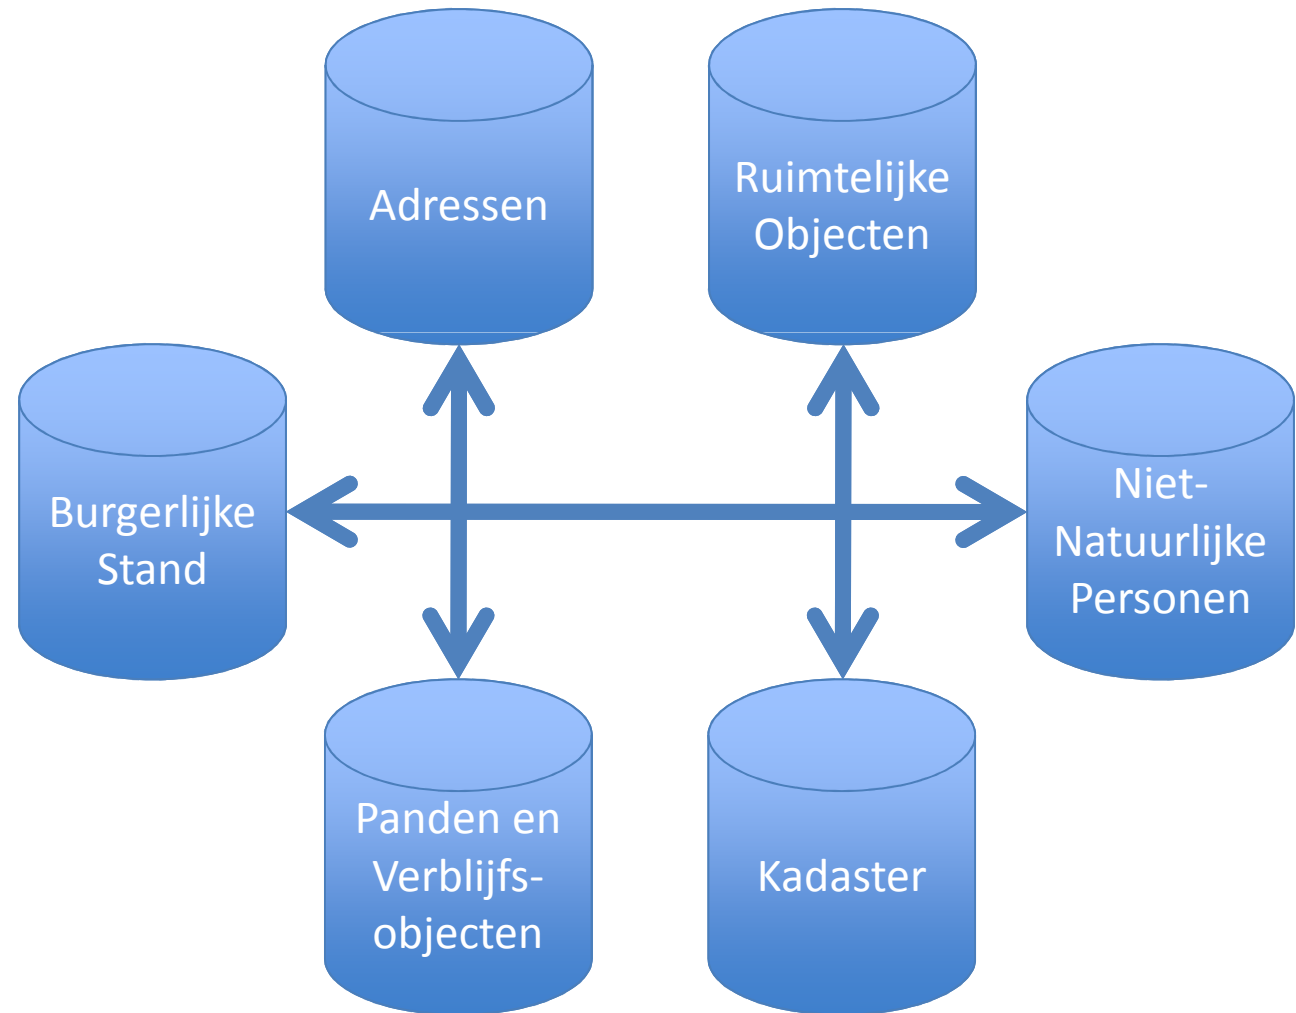 Adressen
Ruimtelijke
Objecten
Burgerlijke
Stand
Niet-
Natuurlijke
Personen
Panden en
Verblijfs-
objecten
Kadaster